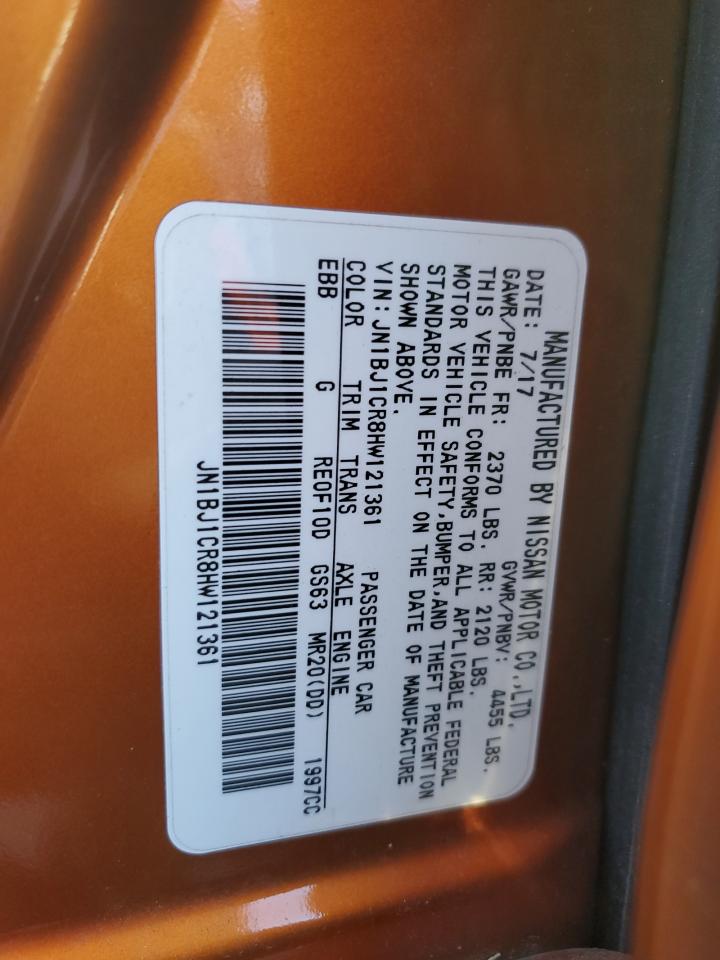 MANUFACTURED BY NISSAN MOTOR CO.,LTD.
DATE: 7/17 GVWR/PNBV: 4455 LBS.
GAWR/PNBE FR: 2370 LBS. RR: 2120 LBS.
THIS VEHICLE CONFORMS TO ALL APPLICABLE FEDERAL
MOTOR VEHICLE SAFETY,BUMPER,AND THEFT PREVENTION
STANDARDS IN EFFECT ON THE DATE OF MANUFACTURE
SHOWN ABOVE.
VIN:JN1BJ1CR8HW121361 PASSENGER CAR
COLOR TRIM TRANS AXLE ENGINE
EBB G RE0F10D GS63 MR20(DD) 1997CC
JN1BJ1CR8HW121361